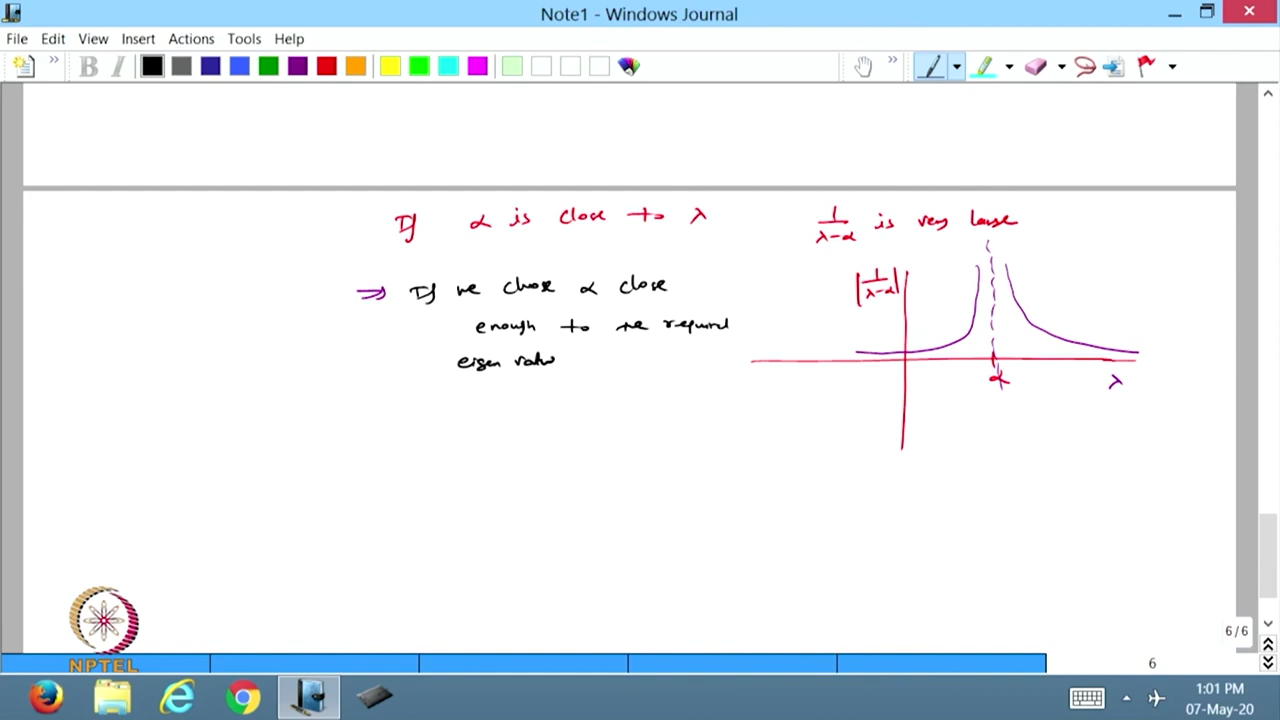 Note1 - Windows Journal
File Edit View Insert Actions Tools Help
If α is close to λ
1/(λ-α) is very large
|1/(λ-α)|
⇒ If we chose α close
enough to the required
eigen value
α
λ
6 / 6
NPTEL
6
1:01 PM
07-May-20